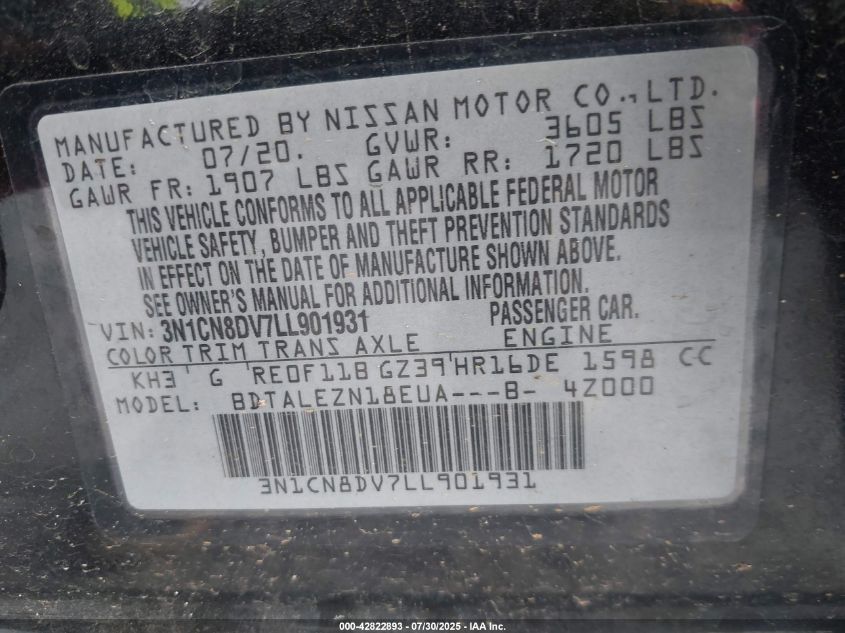 MANUFACTURED BY NISSAN MOTOR CO.,LTD.
DATE: 07/20. GVWR: 3605 LBS
GAWR FR: 1907 LBS GAWR RR: 1720 LBS
THIS VEHICLE CONFORMS TO ALL APPLICABLE FEDERAL MOTOR
VEHICLE SAFETY, BUMPER AND THEFT PREVENTION STANDARDS
IN EFFECT ON THE DATE OF MANUFACTURE SHOWN ABOVE.
SEE OWNER'S MANUAL FOR ADDITIONAL INFORMATION.
VIN: 3N1CN8DV7LL901931 PASSENGER CAR.
COLOR TRIM TRANS AXLE ENGINE
KH3 G RE0F11B GZ39 HR16DE 1598 CC
MODEL: BDTALEZN18EUA---B- 4Z000
3N1CN8DV7LL901931
000-42822893 - 07/30/2025 - IAA Inc.